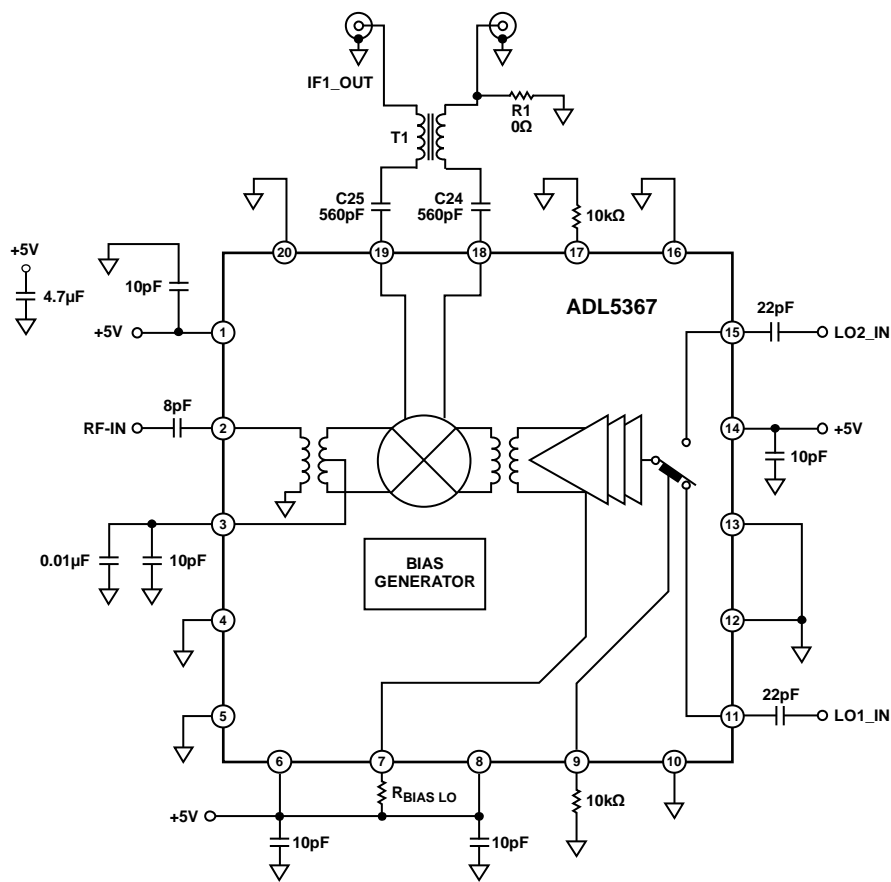 IF1_OUT
R1
0Ω
T1
C25
560pF
C24
560pF
10kΩ
20
19
18
17
16
+5V
4.7µF
10pF
+5V
1
ADL5367
22pF
15
LO2_IN
8pF
RF-IN
2
14
+5V
10pF
3
13
0.01µF
10pF
BIAS
GENERATOR
4
12
5
22pF
11
LO1_IN
6
7
8
9
10
RBIAS LO
10kΩ
+5V
10pF
10pF